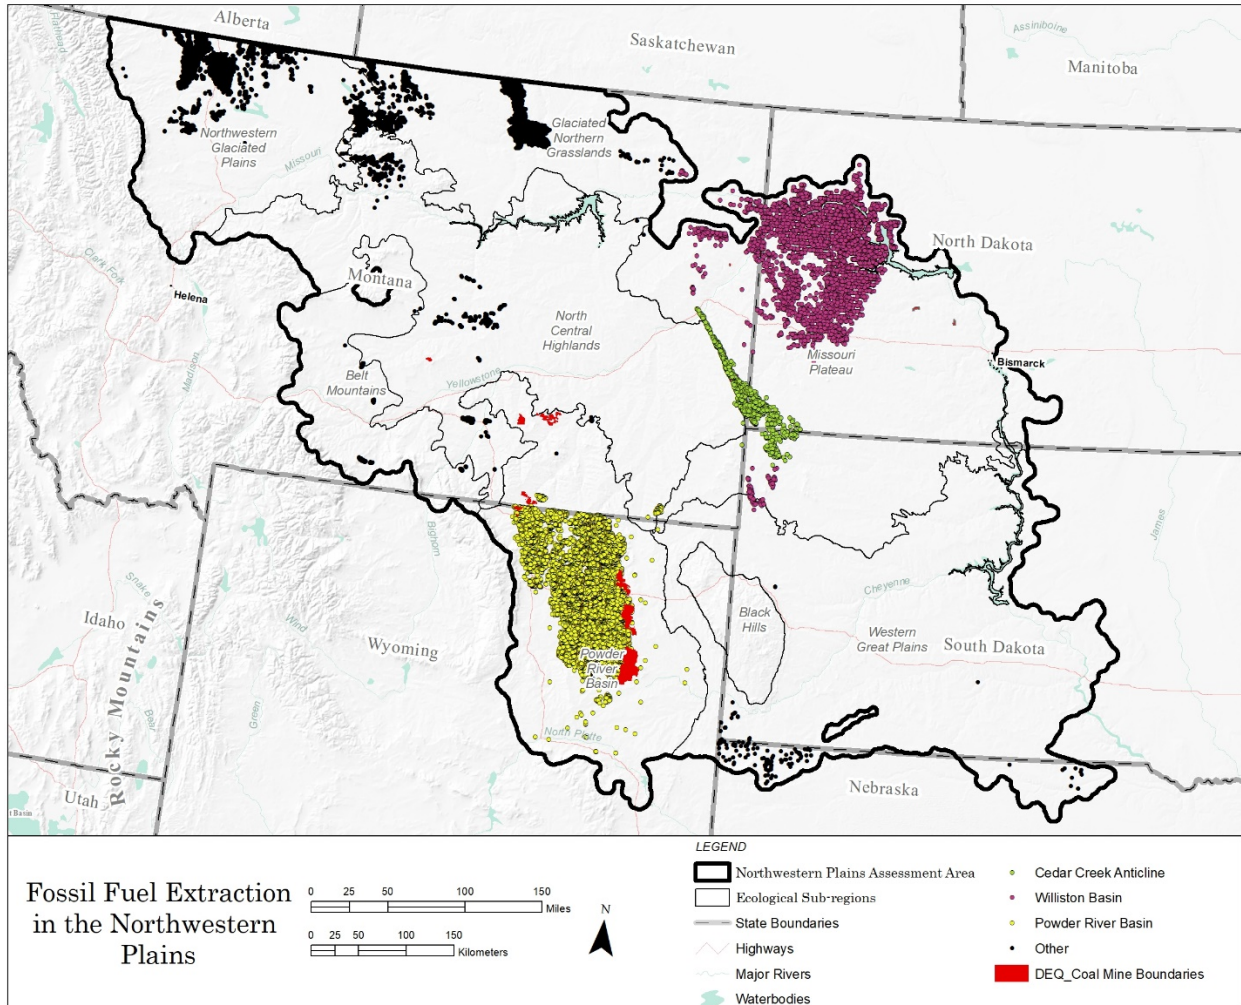 Alberta
Saskatchewan
Manitoba
Assiniboine
Flathead
Northwestern
Glaciated
Plains
Missouri
Glaciated
Northern
Grasslands
North Dakota
Clark Fork
Helena
Montana
Madison
Belt
Mountains
North
Central
Highlands
Yellowstone
Missouri
Plateau
Bismarck
James
Bighorn
Snake
Idaho
Wind
Wyoming
Green
Bear
Rocky Mountains
Utah
Powder
River
Basin
North Platte
Black
Hills
Cheyenne
Western
Great Plains
South Dakota
Nebraska
t Basin
Fossil Fuel Extraction
in the Northwestern
Plains
0 25 50 100 150
Miles
0 25 50 100 150
Kilometers
N
LEGEND
Northwestern Plains Assessment Area
Ecological Sub-regions
State Boundaries
Highways
Major Rivers
Waterbodies
Cedar Creek Anticline
Williston Basin
Powder River Basin
Other
DEQ_Coal Mine Boundaries